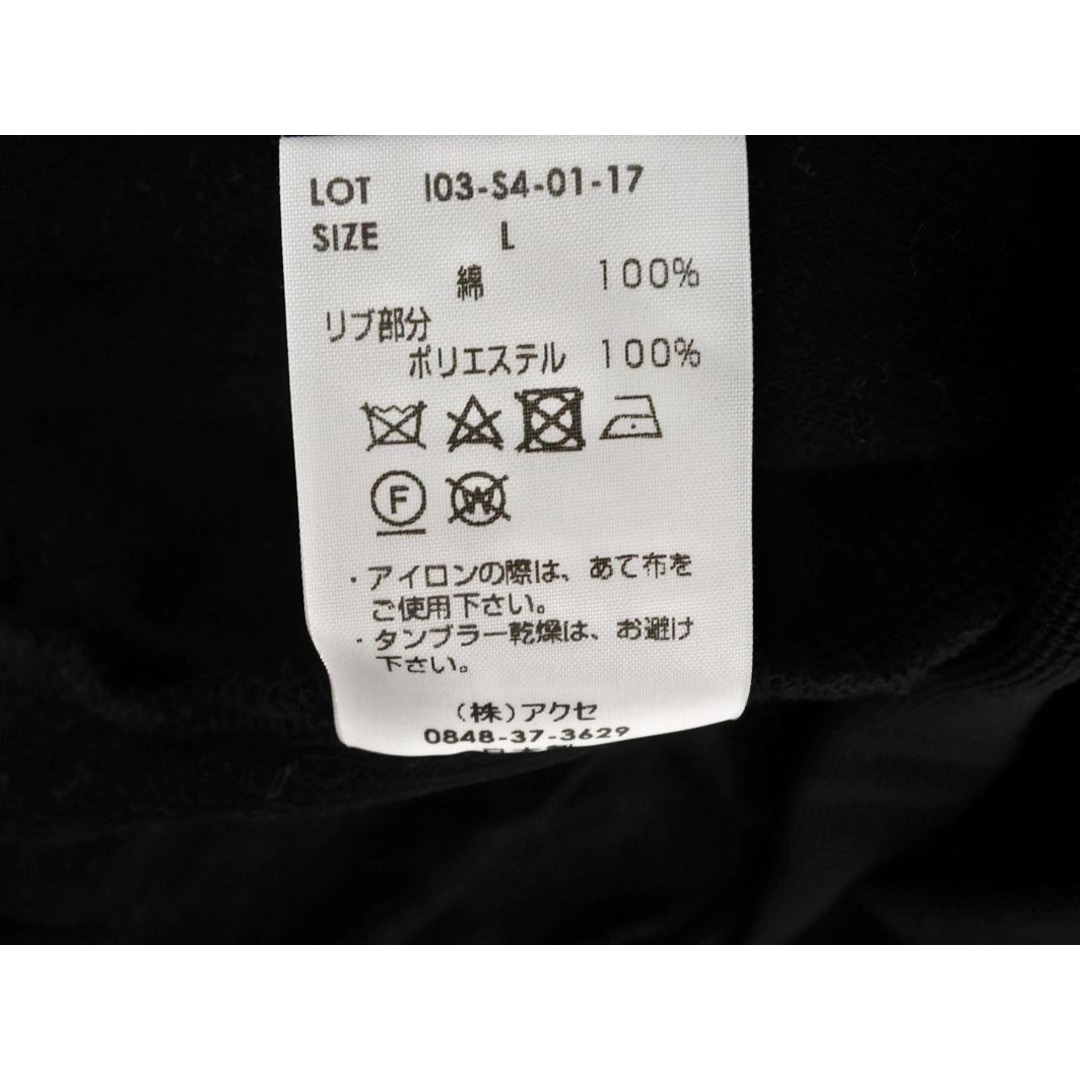 LOT I03-S4-01-17
SIZE L
綿 100%
リブ部分
ポリエステル 100%
F
W
・アイロンの際は、あて布を
ご使用下さい。
・タンブラー乾燥は、お避け
下さい。
(株)アクセ
0848-37-3629
日本製